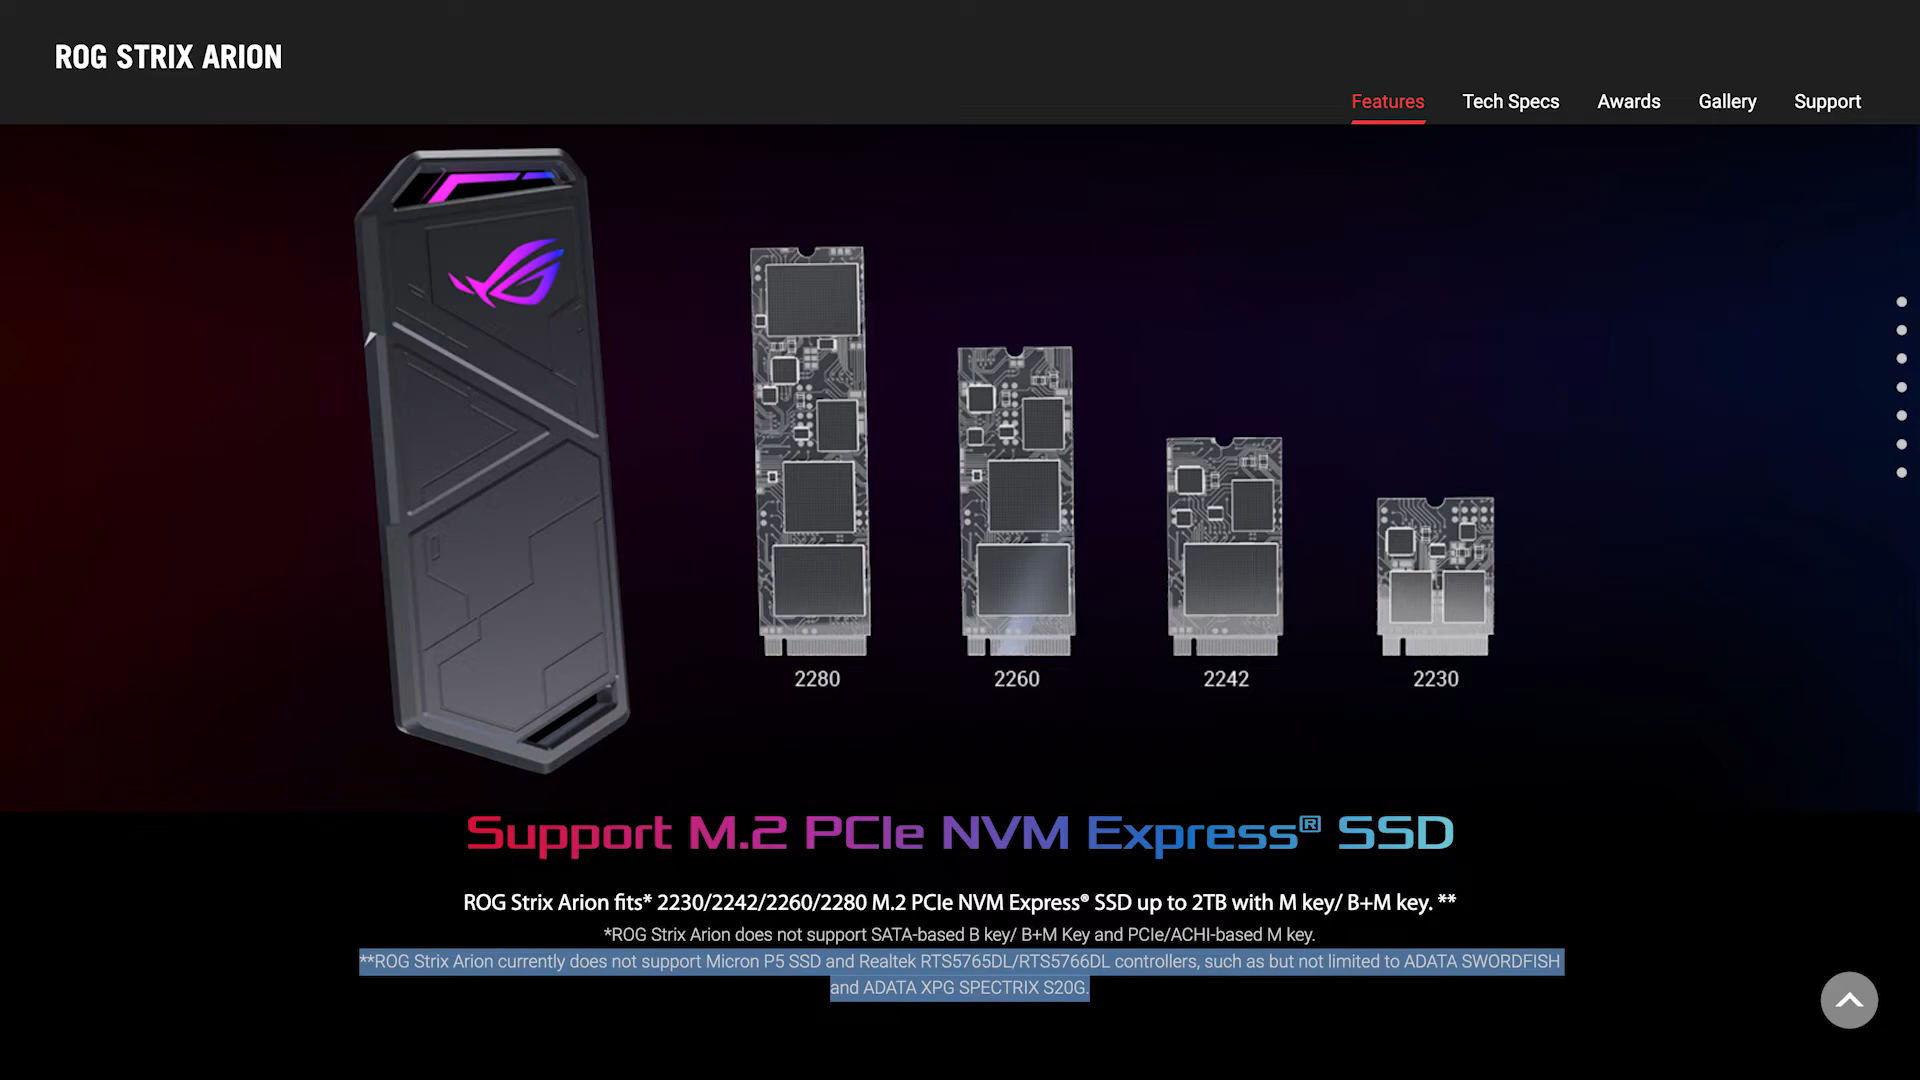 ROG STRIX ARION
Features Tech Specs Awards Gallery Support
2280 2260 2242 2230
Support M.2 PCIe NVM Express® SSD
ROG Strix Arion fits* 2230/2242/2260/2280 M.2 PCIe NVM Express® SSD up to 2TB with M key/ B+M key. **
*ROG Strix Arion does not support SATA-based B key/ B+M Key and PCIe/ACHI-based M key.
**ROG Strix Arion currently does not support Micron P5 SSD and Realtek RTS5765DL/RTS5766DL controllers, such as but not limited to ADATA SWORDFISH
and ADATA XPG SPECTRIX S20G.